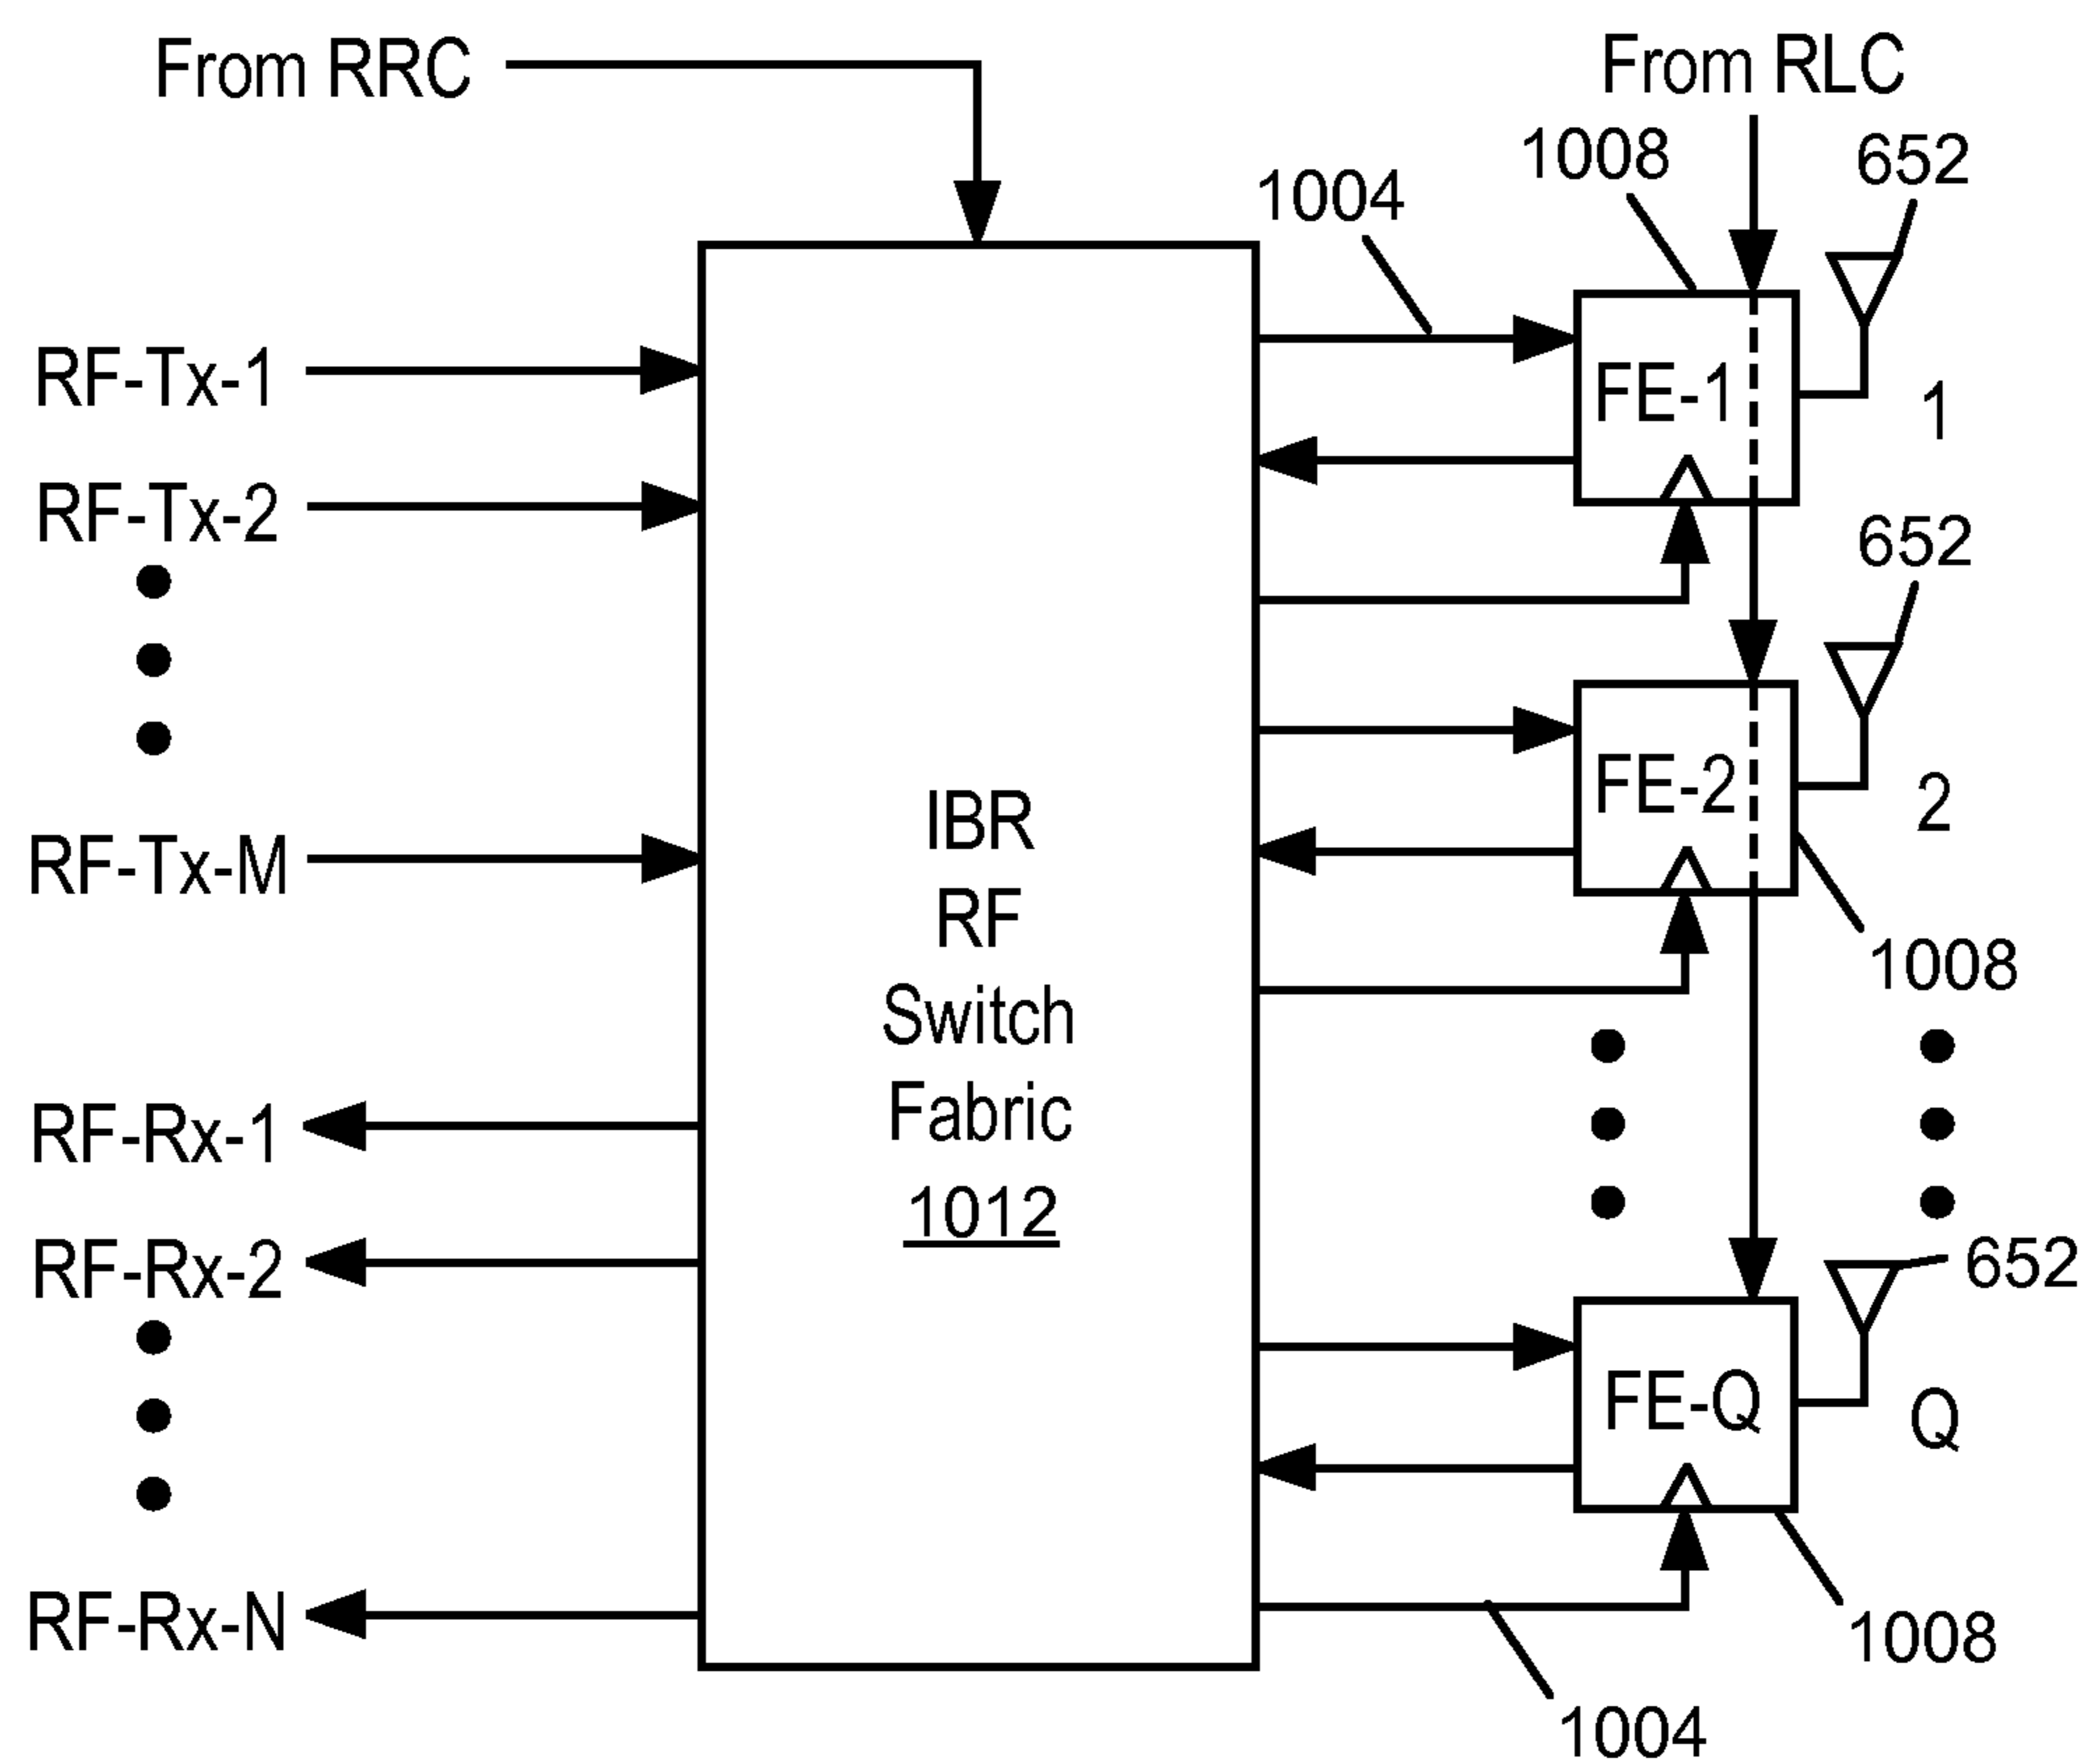 From RRC
From RLC
1008
652
1004
RF-Tx-1
FE-1
1
RF-Tx-2
652
FE-2
2
RF-Tx-M
IBR
RF
Switch
Fabric
1012
1008
RF-Rx-1
RF-Rx-2
652
FE-Q
Q
RF-Rx-N
1008
1004